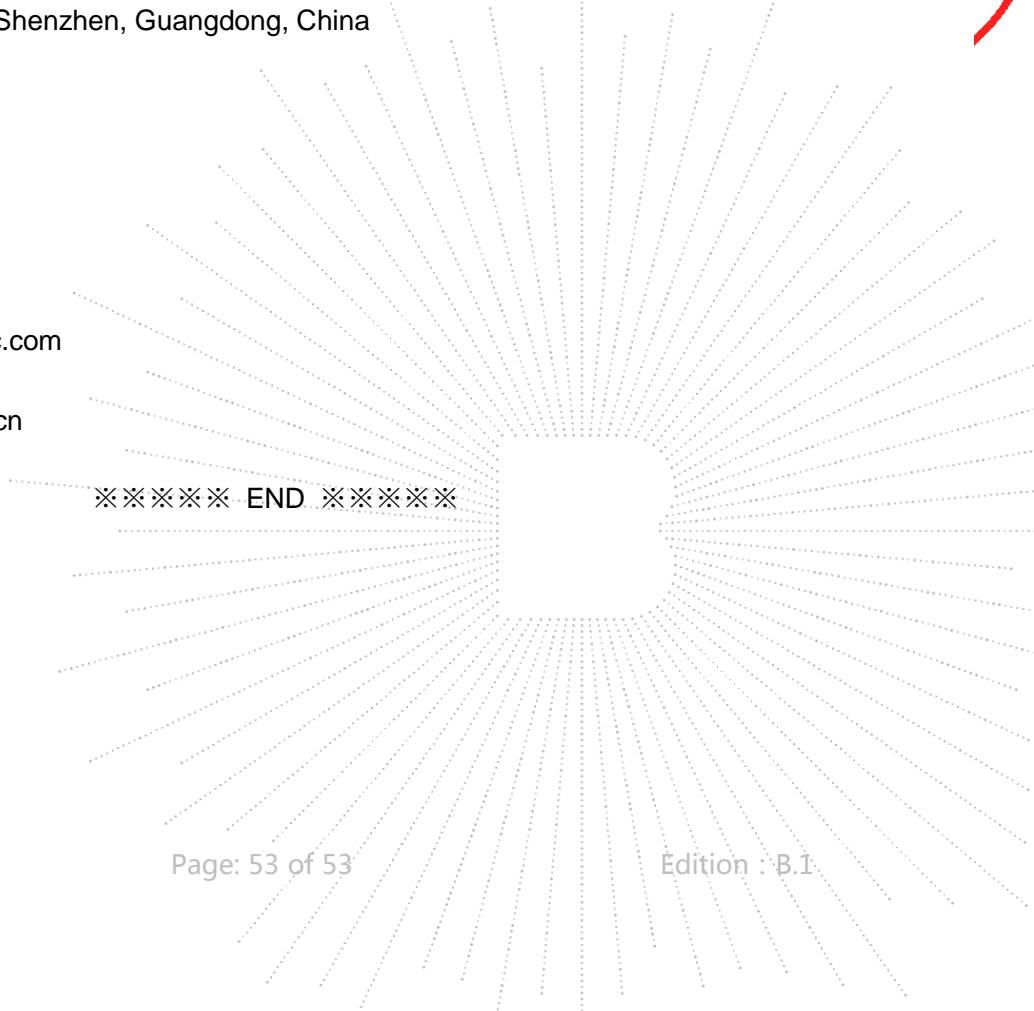 Shenzhen, Guangdong, China
.com
cn
※※※※※ END ※※※※※
Page: 53 of 53 Edition : B.1